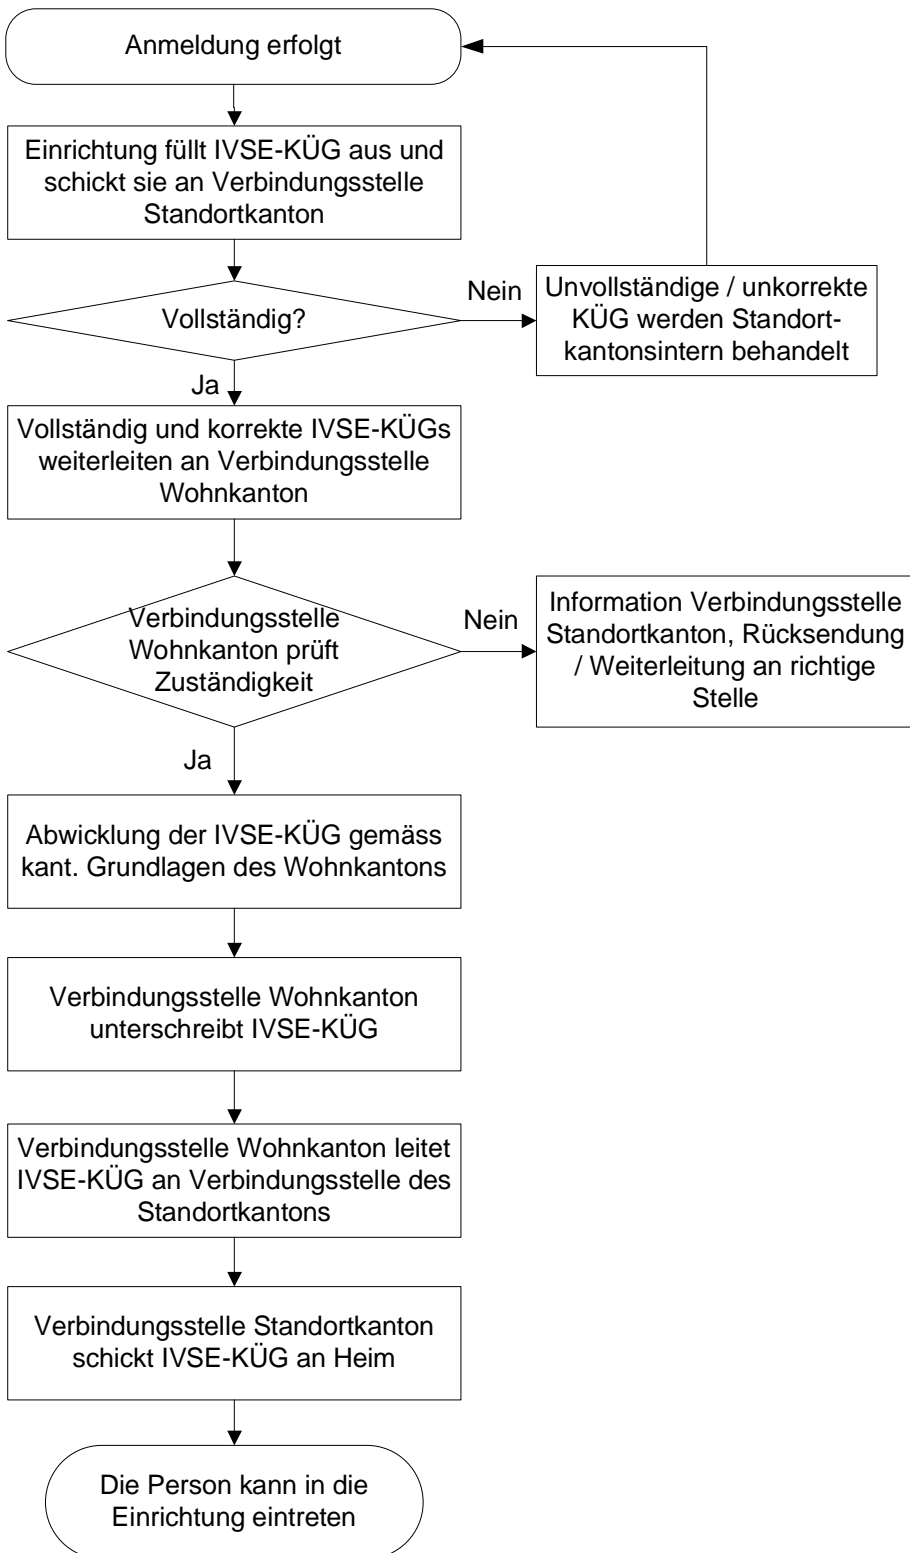 Anmeldung erfolgt
Einrichtung füllt IVSE-KÜG aus und
schickt sie an Verbindungsstelle
Standortkanton
Vollständig?
Nein
Unvollständige / unkorrekte
KÜG werden Standort-
kantonsintern behandelt
Ja
Vollständig und korrekte IVSE-KÜGs
weiterleiten an Verbindungsstelle
Wohnkanton
Verbindungsstelle
Wohnkanton prüft
Zuständigkeit
Nein
Information Verbindungsstelle
Standortkanton, Rücksendung
/ Weiterleitung an richtige
Stelle
Ja
Abwicklung der IVSE-KÜG gemäss
kant. Grundlagen des Wohnkantons
Verbindungsstelle Wohnkanton
unterschreibt IVSE-KÜG
Verbindungsstelle Wohnkanton leitet
IVSE-KÜG an Verbindungsstelle des
Standortkantons
Verbindungsstelle Standortkanton
schickt IVSE-KÜG an Heim
Die Person kann in die
Einrichtung eintreten